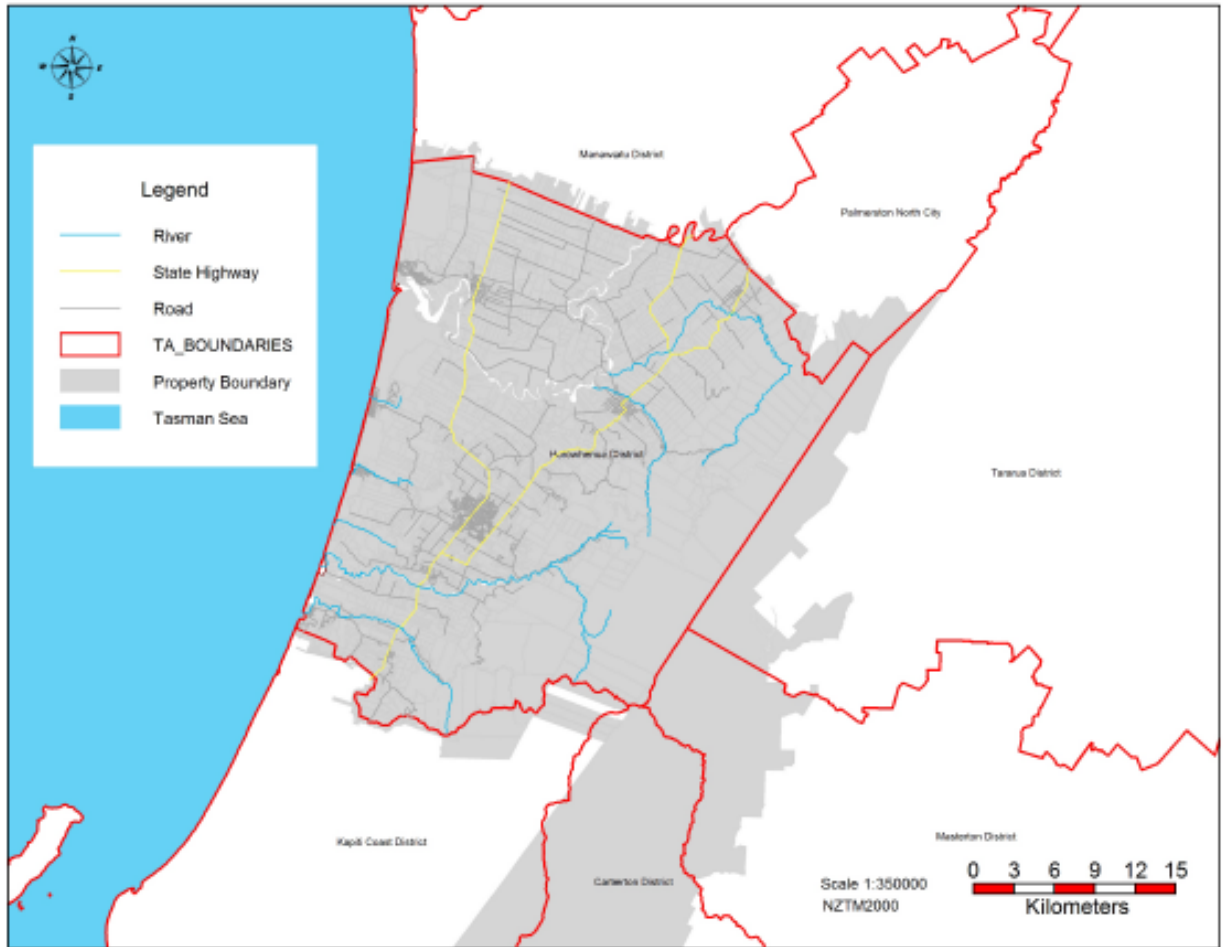 N
W E
S
Legend
River
State Highway
Road
TA_BOUNDARIES
Property Boundary
Tasman Sea
Manawatu District
Palmerston North City
Horowhenua District
Tararua District
Kapiti Coast District
Masterton District
Carterton District
Scale 1:350000
NZTM2000
0 3 6 9 12 15
Kilometers